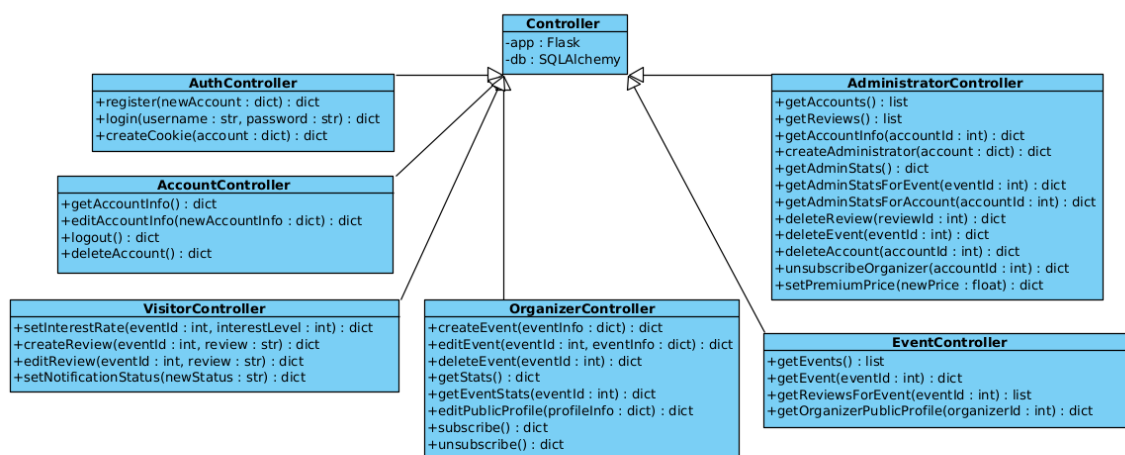 Controller
-app : Flask
-db : SQLAlchemy
AuthController
+register(newAccount : dict) : dict
+login(username : str, password : str) : dict
+createCookie(account : dict) : dict
AdministratorController
+getAccounts() : list
+getReviews() : list
+getAccountInfo(accountId : int) : dict
+createAdministrator(account : dict) : dict
+getAdminStats() : dict
+getAdminStatsForEvent(eventId : int) : dict
+getAdminStatsForAccount(accountId : int) : dict
+deleteReview(reviewId : int) : dict
+deleteEvent(eventId : int) : dict
+deleteAccount(accountId : int) : dict
+unsubscribeOrganizer(accountId : int) : dict
+setPremiumPrice(newPrice : float) : dict
AccountController
+getAccountInfo() : dict
+editAccountInfo(newAccountInfo : dict) : dict
+logout() : dict
+deleteAccount() : dict
VisitorController
+setInterestRate(eventId : int, interestLevel : int) : dict
+createReview(eventId : int, review : str) : dict
+editReview(eventId : int, review : str) : dict
+setNotificationStatus(newStatus : str) : dict
OrganizerController
+createEvent(eventInfo : dict) : dict
+editEvent(eventId : int, eventInfo : dict) : dict
+deleteEvent(eventId : int) : dict
+getStats() : dict
+getEventStats(eventId : int) : dict
+editPublicProfile(profileInfo : dict) : dict
+subscribe() : dict
+unsubscribe() : dict
EventController
+getEvents() : list
+getEvent(eventId : int) : dict
+getReviewsForEvent(eventId : int) : list
+getOrganizerPublicProfile(organizerId : int) : dict